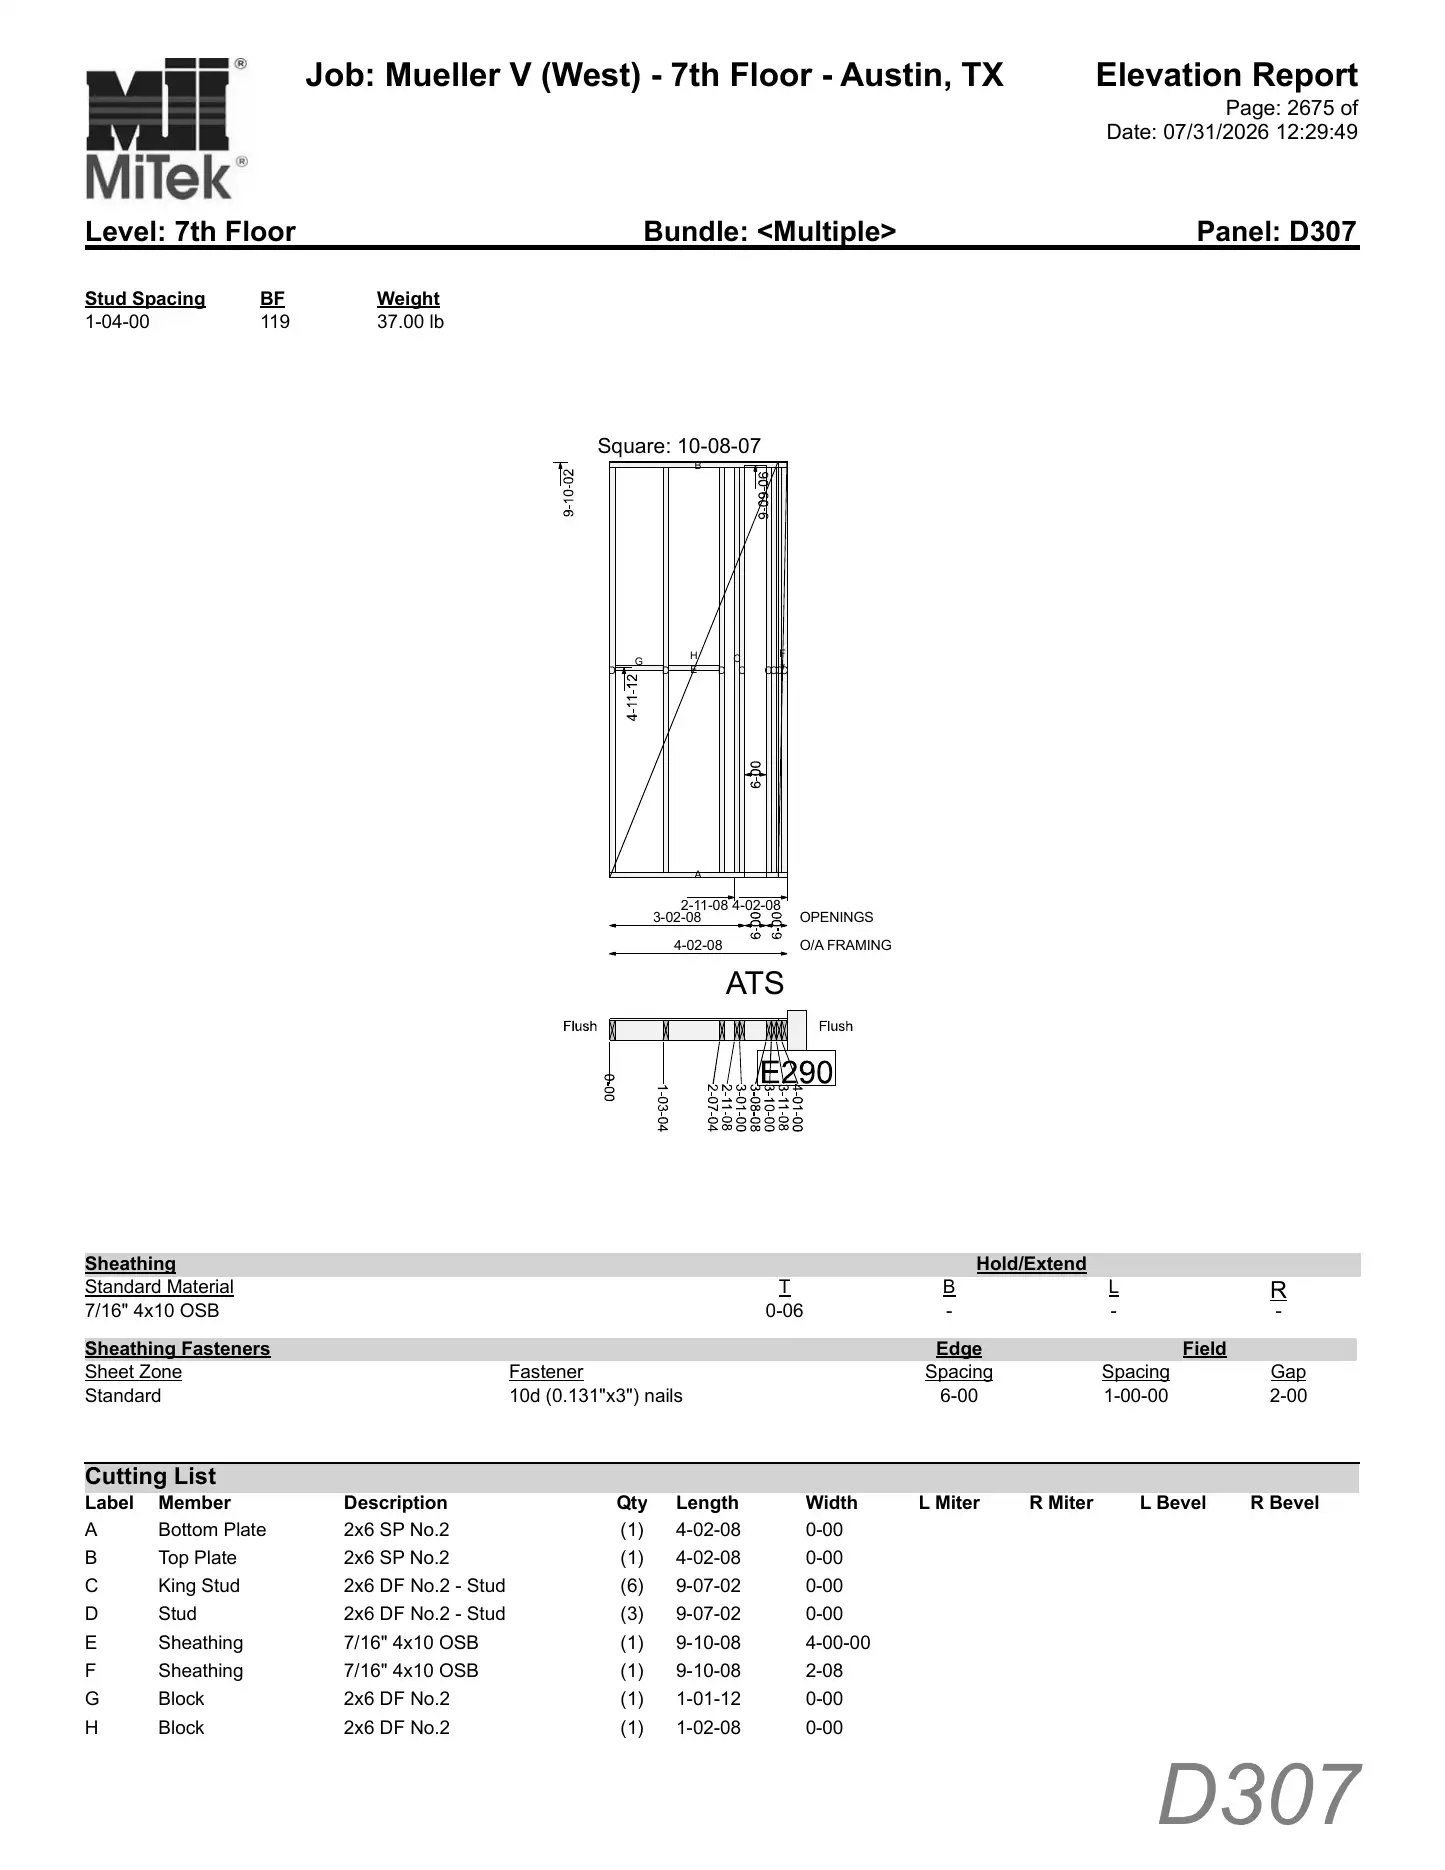 Job: Mueller V (West) - 7th Floor - Austin, TX
Elevation Report
Page: 2675 of
Date: 07/31/2026 12:29:49
MiTek®
Level: 7th Floor Bundle: <Multiple> Panel: D307
Stud Spacing BF Weight
1-04-00 119 37.00 lb
Square: 10-08-07
B
9-10-02
9-09-06
G H C F
E
4-11-12
6-00
A
2-11-08 4-02-08
3-02-08 6-00 6-00 OPENINGS
4-02-08 O/A FRAMING
ATS
Flush Flush
E290
0-00 1-03-04 2-07-04 2-11-08 3-01-00 3-08-08 3-10-00 3-11-08 4-01-00
Sheathing Hold/Extend
Standard Material T B L R
7/16" 4x10 OSB 0-06 - - -
Sheathing Fasteners Edge Field
Sheet Zone Fastener Spacing Spacing Gap
Standard 10d (0.131"x3") nails 6-00 1-00-00 2-00
Cutting List
Label Member Description Qty Length Width L Miter R Miter L Bevel R Bevel
A Bottom Plate 2x6 SP No.2 (1) 4-02-08 0-00
B Top Plate 2x6 SP No.2 (1) 4-02-08 0-00
C King Stud 2x6 DF No.2 - Stud (6) 9-07-02 0-00
D Stud 2x6 DF No.2 - Stud (3) 9-07-02 0-00
E Sheathing 7/16" 4x10 OSB (1) 9-10-08 4-00-00
F Sheathing 7/16" 4x10 OSB (1) 9-10-08 2-08
G Block 2x6 DF No.2 (1) 1-01-12 0-00
H Block 2x6 DF No.2 (1) 1-02-08 0-00
D307